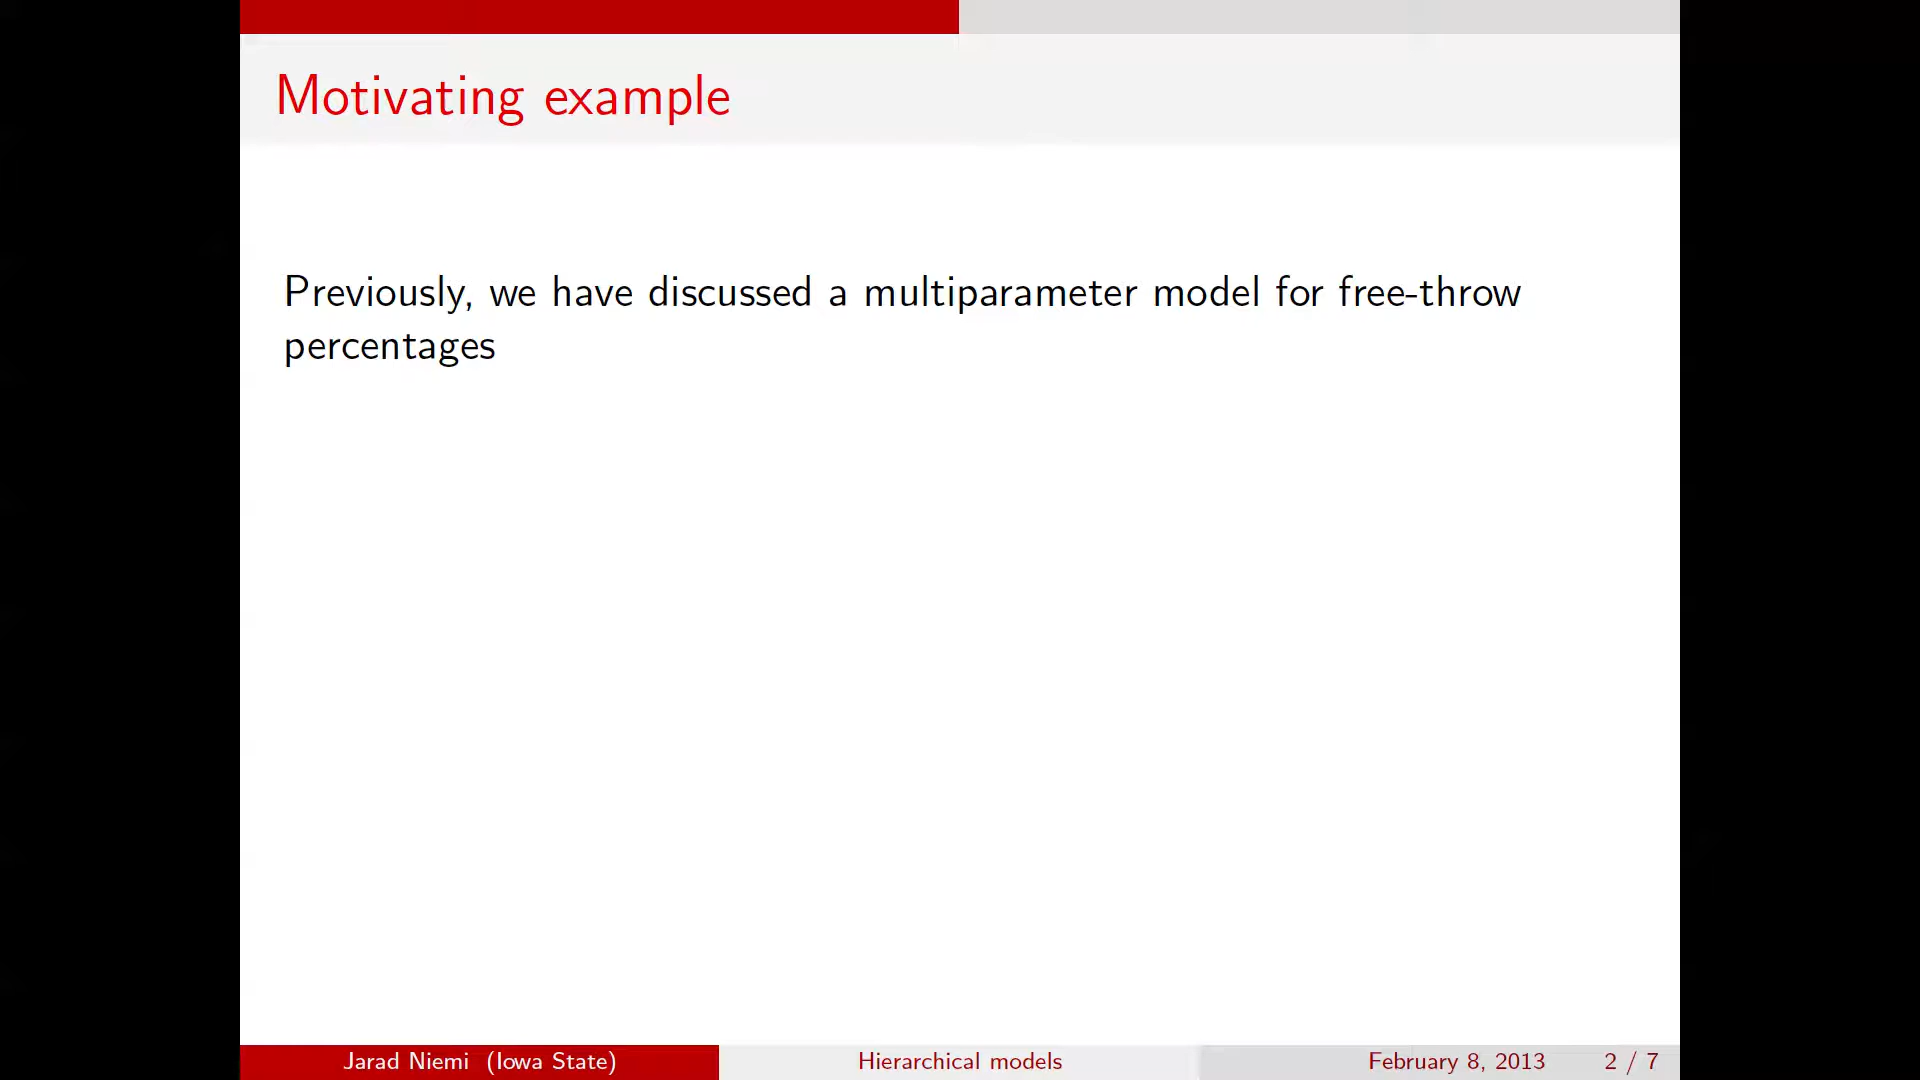 Motivating example
Previously, we have discussed a multiparameter model for free-throw
percentages
Jarad Niemi (Iowa State)
Hierarchical models
February 8, 2013
2 / 7